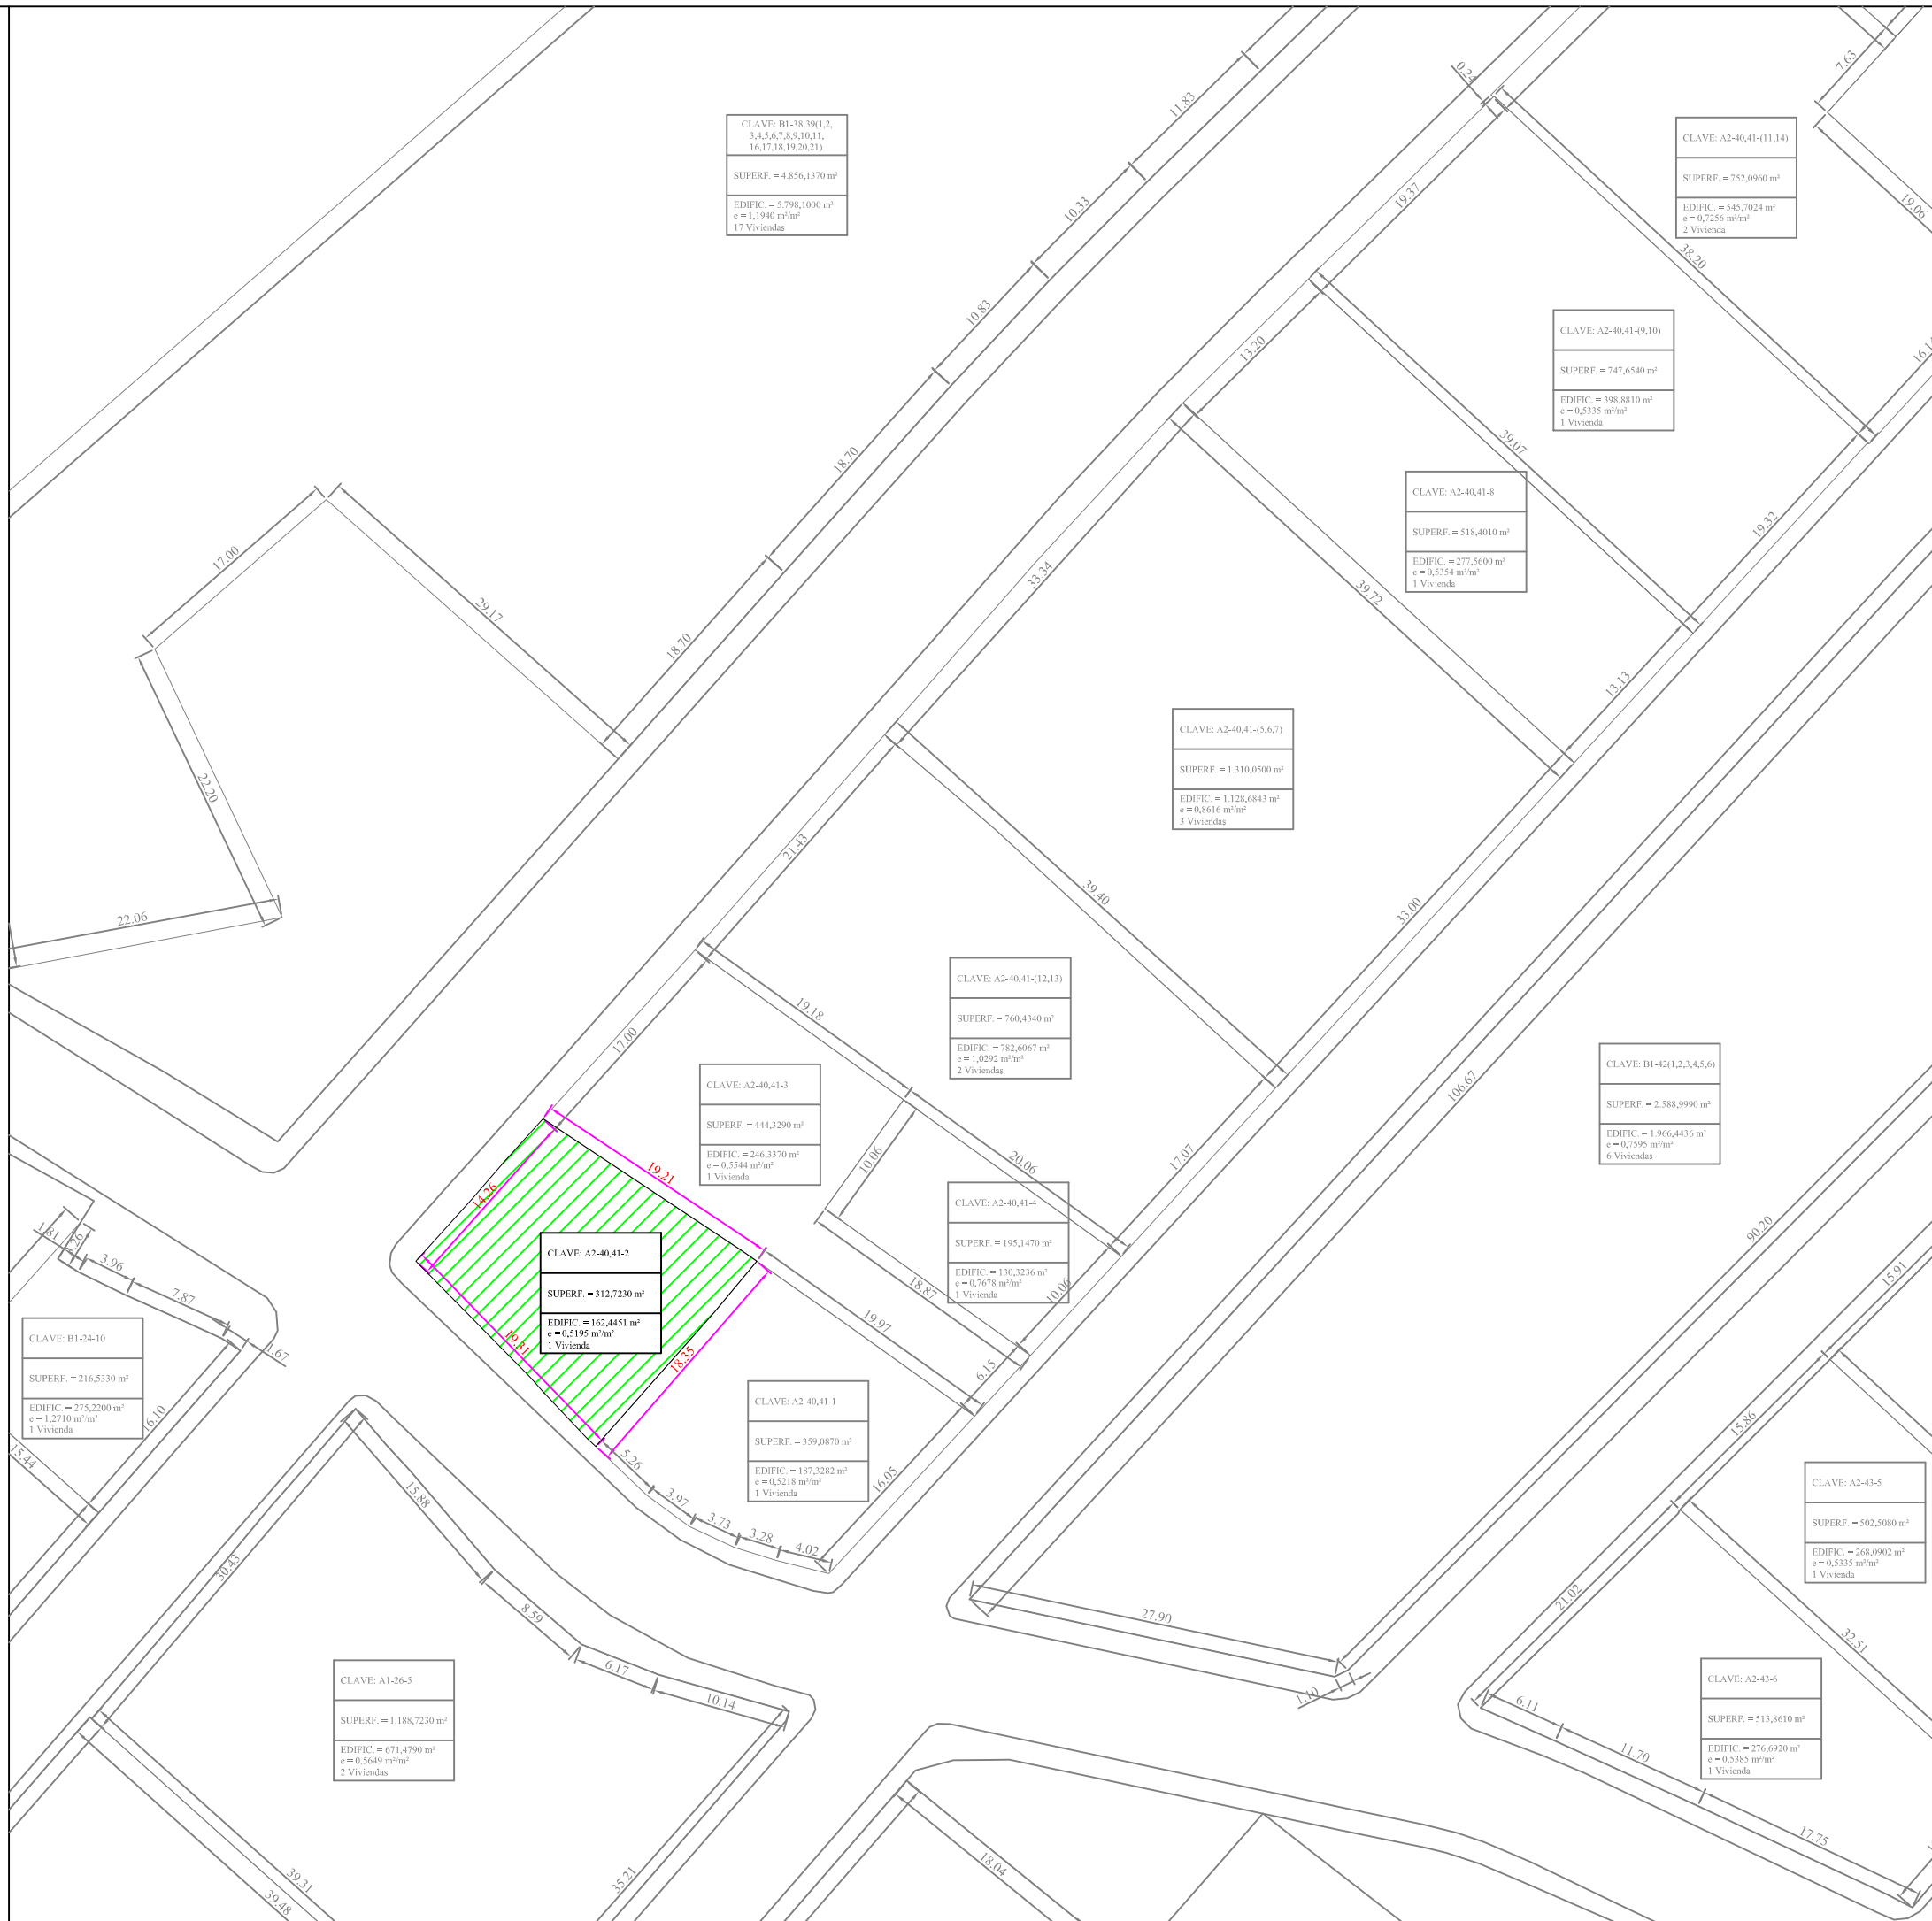 CLAVE: B1-38,39(1,2,
3,4,5,6,7,8,9,10,11,
16,17,18,19,20,21)
SUPERF. = 4.856,1370 m²
EDIFIC. = 5.798,1000 m²
e = 1,1940 m²/m²
17 Viviendas
11.83
10.33
10.83
18.70
18.70
0.24
7.63
19.06
CLAVE: A2-40,41-(11,14)
SUPERF. = 752,0960 m²
EDIFIC. = 545,7024 m²
e = 0,7256 m²/m²
2 Vivienda
19.37
38.20
13.20
CLAVE: A2-40,41-(9,10)
SUPERF. = 747,6540 m²
EDIFIC. = 398,8810 m²
e = 0,5335 m²/m²
1 Vivienda
39.07
CLAVE: A2-40,41-8
SUPERF. = 518,4010 m²
EDIFIC. = 277,5600 m²
e = 0,5354 m²/m²
1 Vivienda
19.32
17.00
29.17
33.34
39.72
13.13
22.20
22.06
21.43
CLAVE: A2-40,41-(5,6,7)
SUPERF. = 1.310,0500 m²
EDIFIC. = 1.128,6843 m²
e = 0,8616 m²/m²
3 Viviendas
39.40
33.00
19.18
CLAVE: A2-40,41-(12,13)
SUPERF. = 760,4340 m²
EDIFIC. = 782,6067 m²
e = 1,0292 m²/m²
2 Viviendas
17.00
106.67
CLAVE: B1-42(1,2,3,4,5,6)
SUPERF. = 2.588,9990 m²
EDIFIC. = 1.966,4436 m²
e = 0,7595 m²/m²
6 Viviendas
CLAVE: A2-40,41-3
SUPERF. = 444,3290 m²
EDIFIC. = 246,3370 m²
e = 0,5544 m²/m²
1 Vivienda
10.06
20.06
17.07
19.21
14.26
CLAVE: A2-40,41-4
SUPERF. = 195,1470 m²
EDIFIC. = 130,3236 m²
e = 0,7678 m²/m²
1 Vivienda
CLAVE: A2-40,41-2
SUPERF. = 312,7230 m²
EDIFIC. = 162,4451 m²
e = 0,5195 m²/m²
1 Vivienda
19.31
18.35
18.87
10.06
19.97
6.15
90.20
15.91
1.81
3.96
7.87
1.67
CLAVE: B1-24-10
SUPERF. = 216,5330 m²
EDIFIC. = 275,2200 m²
e = 1,2710 m²/m²
1 Vivienda
16.10
15.44
CLAVE: A2-40,41-1
SUPERF. = 359,0870 m²
EDIFIC. = 187,3282 m²
e = 0,5218 m²/m²
1 Vivienda
5.26
3.97
3.73
3.28
4.02
16.05
15.86
CLAVE: A2-43-5
SUPERF. = 502,5080 m²
EDIFIC. = 268,0902 m²
e = 0,5335 m²/m²
1 Vivienda
15.88
30.43
8.59
6.17
10.14
27.90
1.10
21.02
32.51
CLAVE: A1-26-5
SUPERF. = 1.188,7230 m²
EDIFIC. = 671,4790 m²
e = 0,5649 m²/m²
2 Viviendas
CLAVE: A2-43-6
SUPERF. = 513,8610 m²
EDIFIC. = 276,6920 m²
e = 0,5385 m²/m²
1 Vivienda
6.11
11.70
17.75
39.31
39.48
35.21
18.04